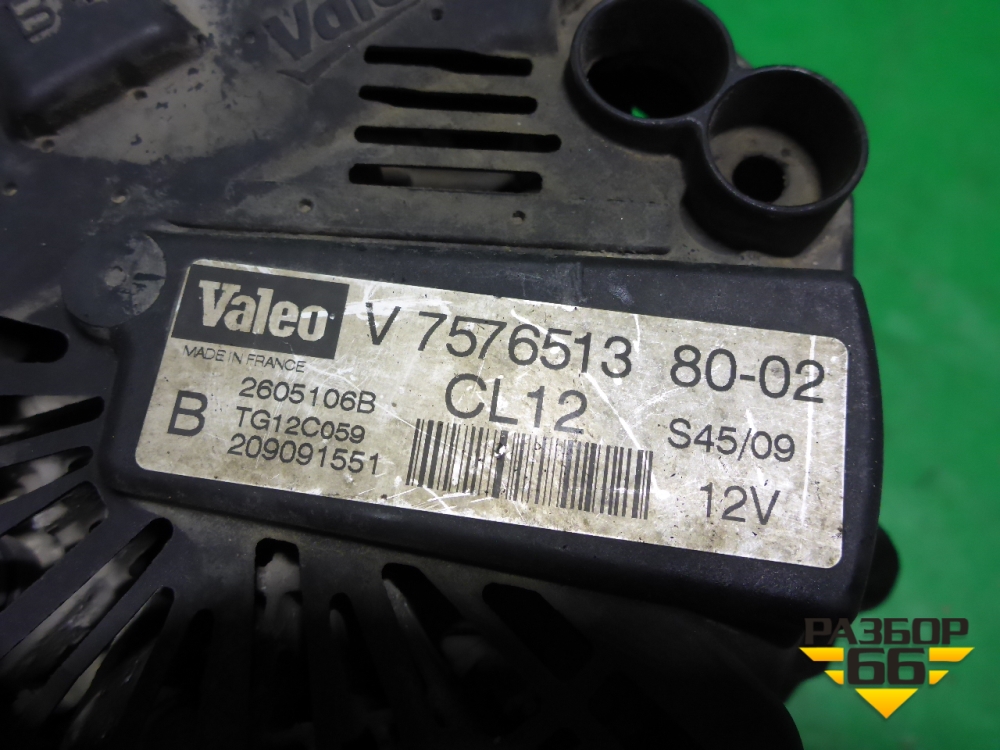 Valeo
Valeo
V 7576513 80-02
MADE IN FRANCE
CL12
2605106B
B
TG12C059
S45/09
209091551
12V
РАЗБОР
66